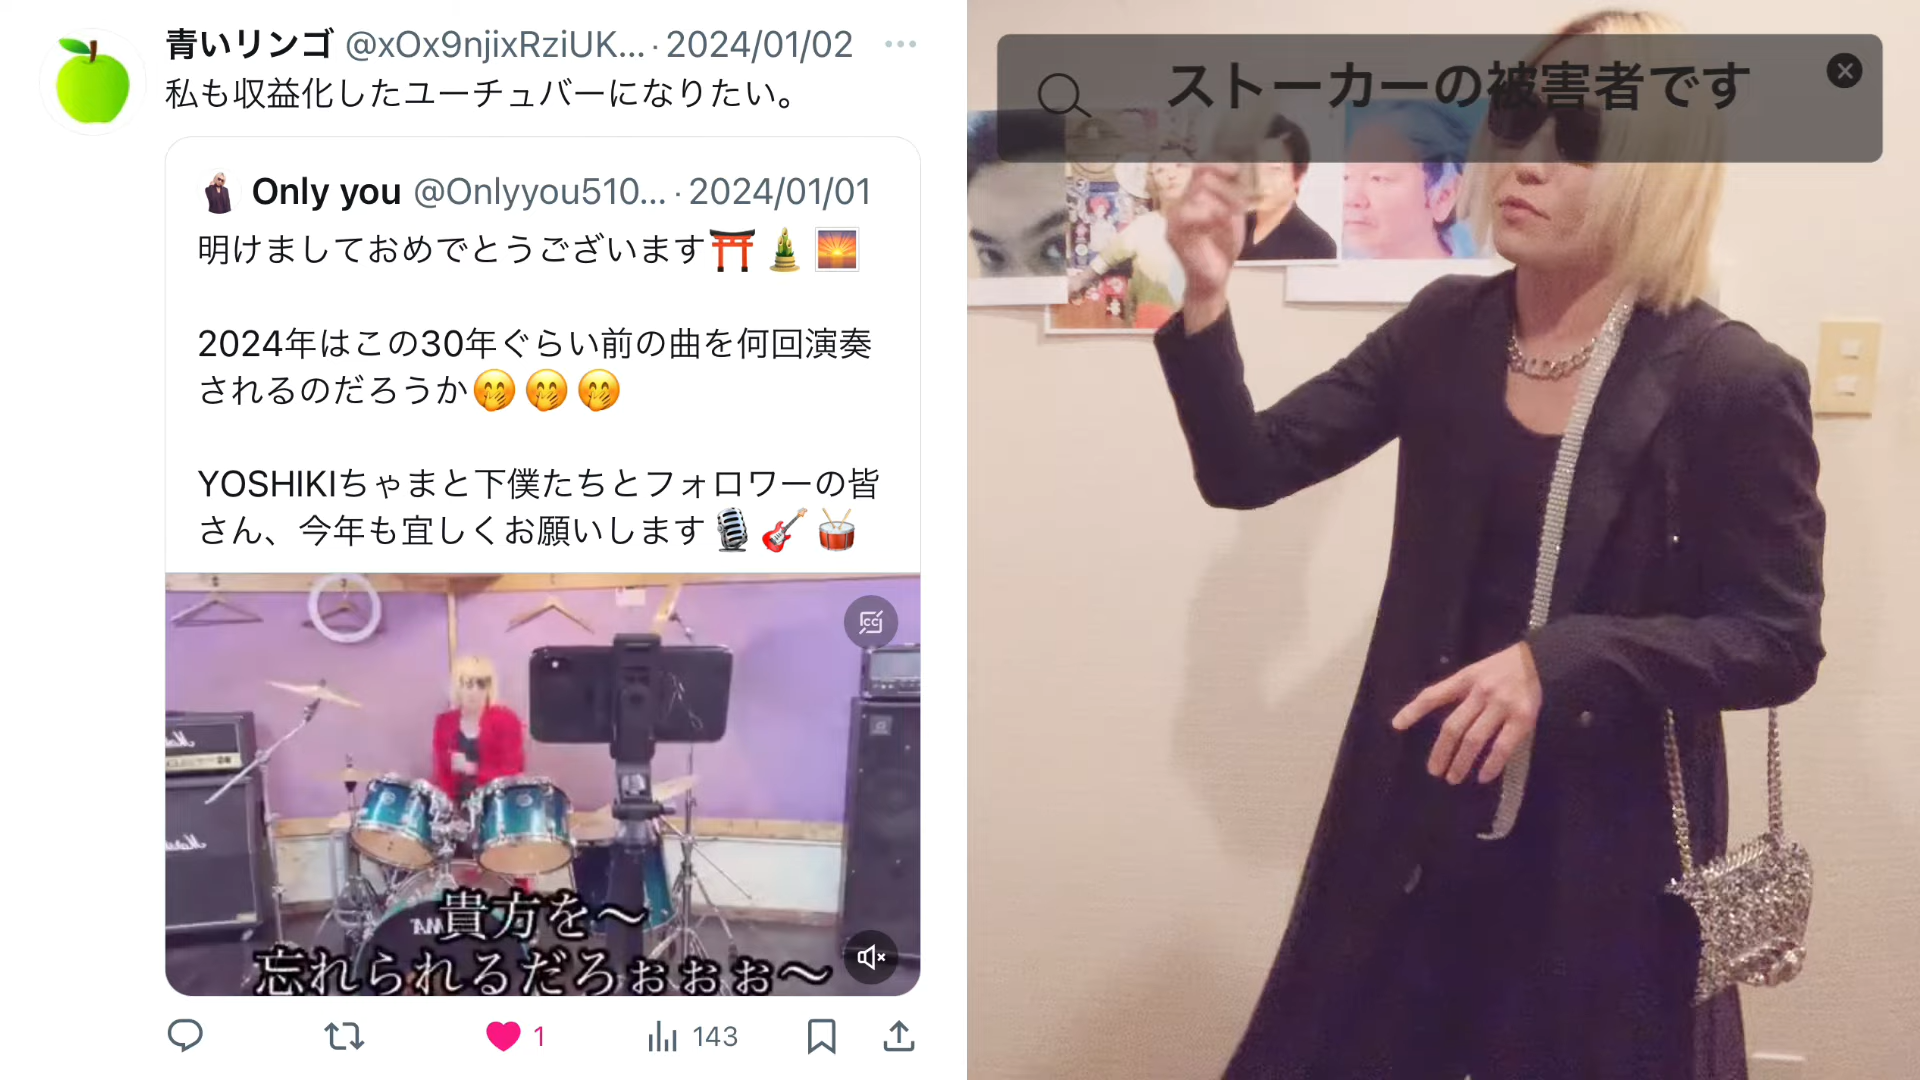 青いリンゴ @xOx9njixRziUK... · 2024/01/02
私も収益化したユーチュバーになりたい。
Only you @Onlyyou510... · 2024/01/01
明けましておめでとうございます⛩️🎍🌅
2024年はこの30年ぐらい前の曲を何回演奏
されるのだろうか🤭🤭🤭
YOSHIKIちゃまと下僕たちとフォロワーの皆
さん、今年も宜しくお願いします🎙️🎸🥁
貴方を〜
忘れられるだろぉぉぉ〜
1
143
ストーカーの被害者です